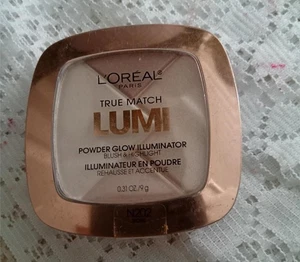 L'ORÉAL
PARIS
TRUE MATCH
LUMI
POWDER GLOW ILLUMINATOR
BLUSH & HIGHLIGHT
ILLUMINATEUR EN POUDRE
REHAUSSE ET ACCENTUE
0.31 OZ/9 g
N202